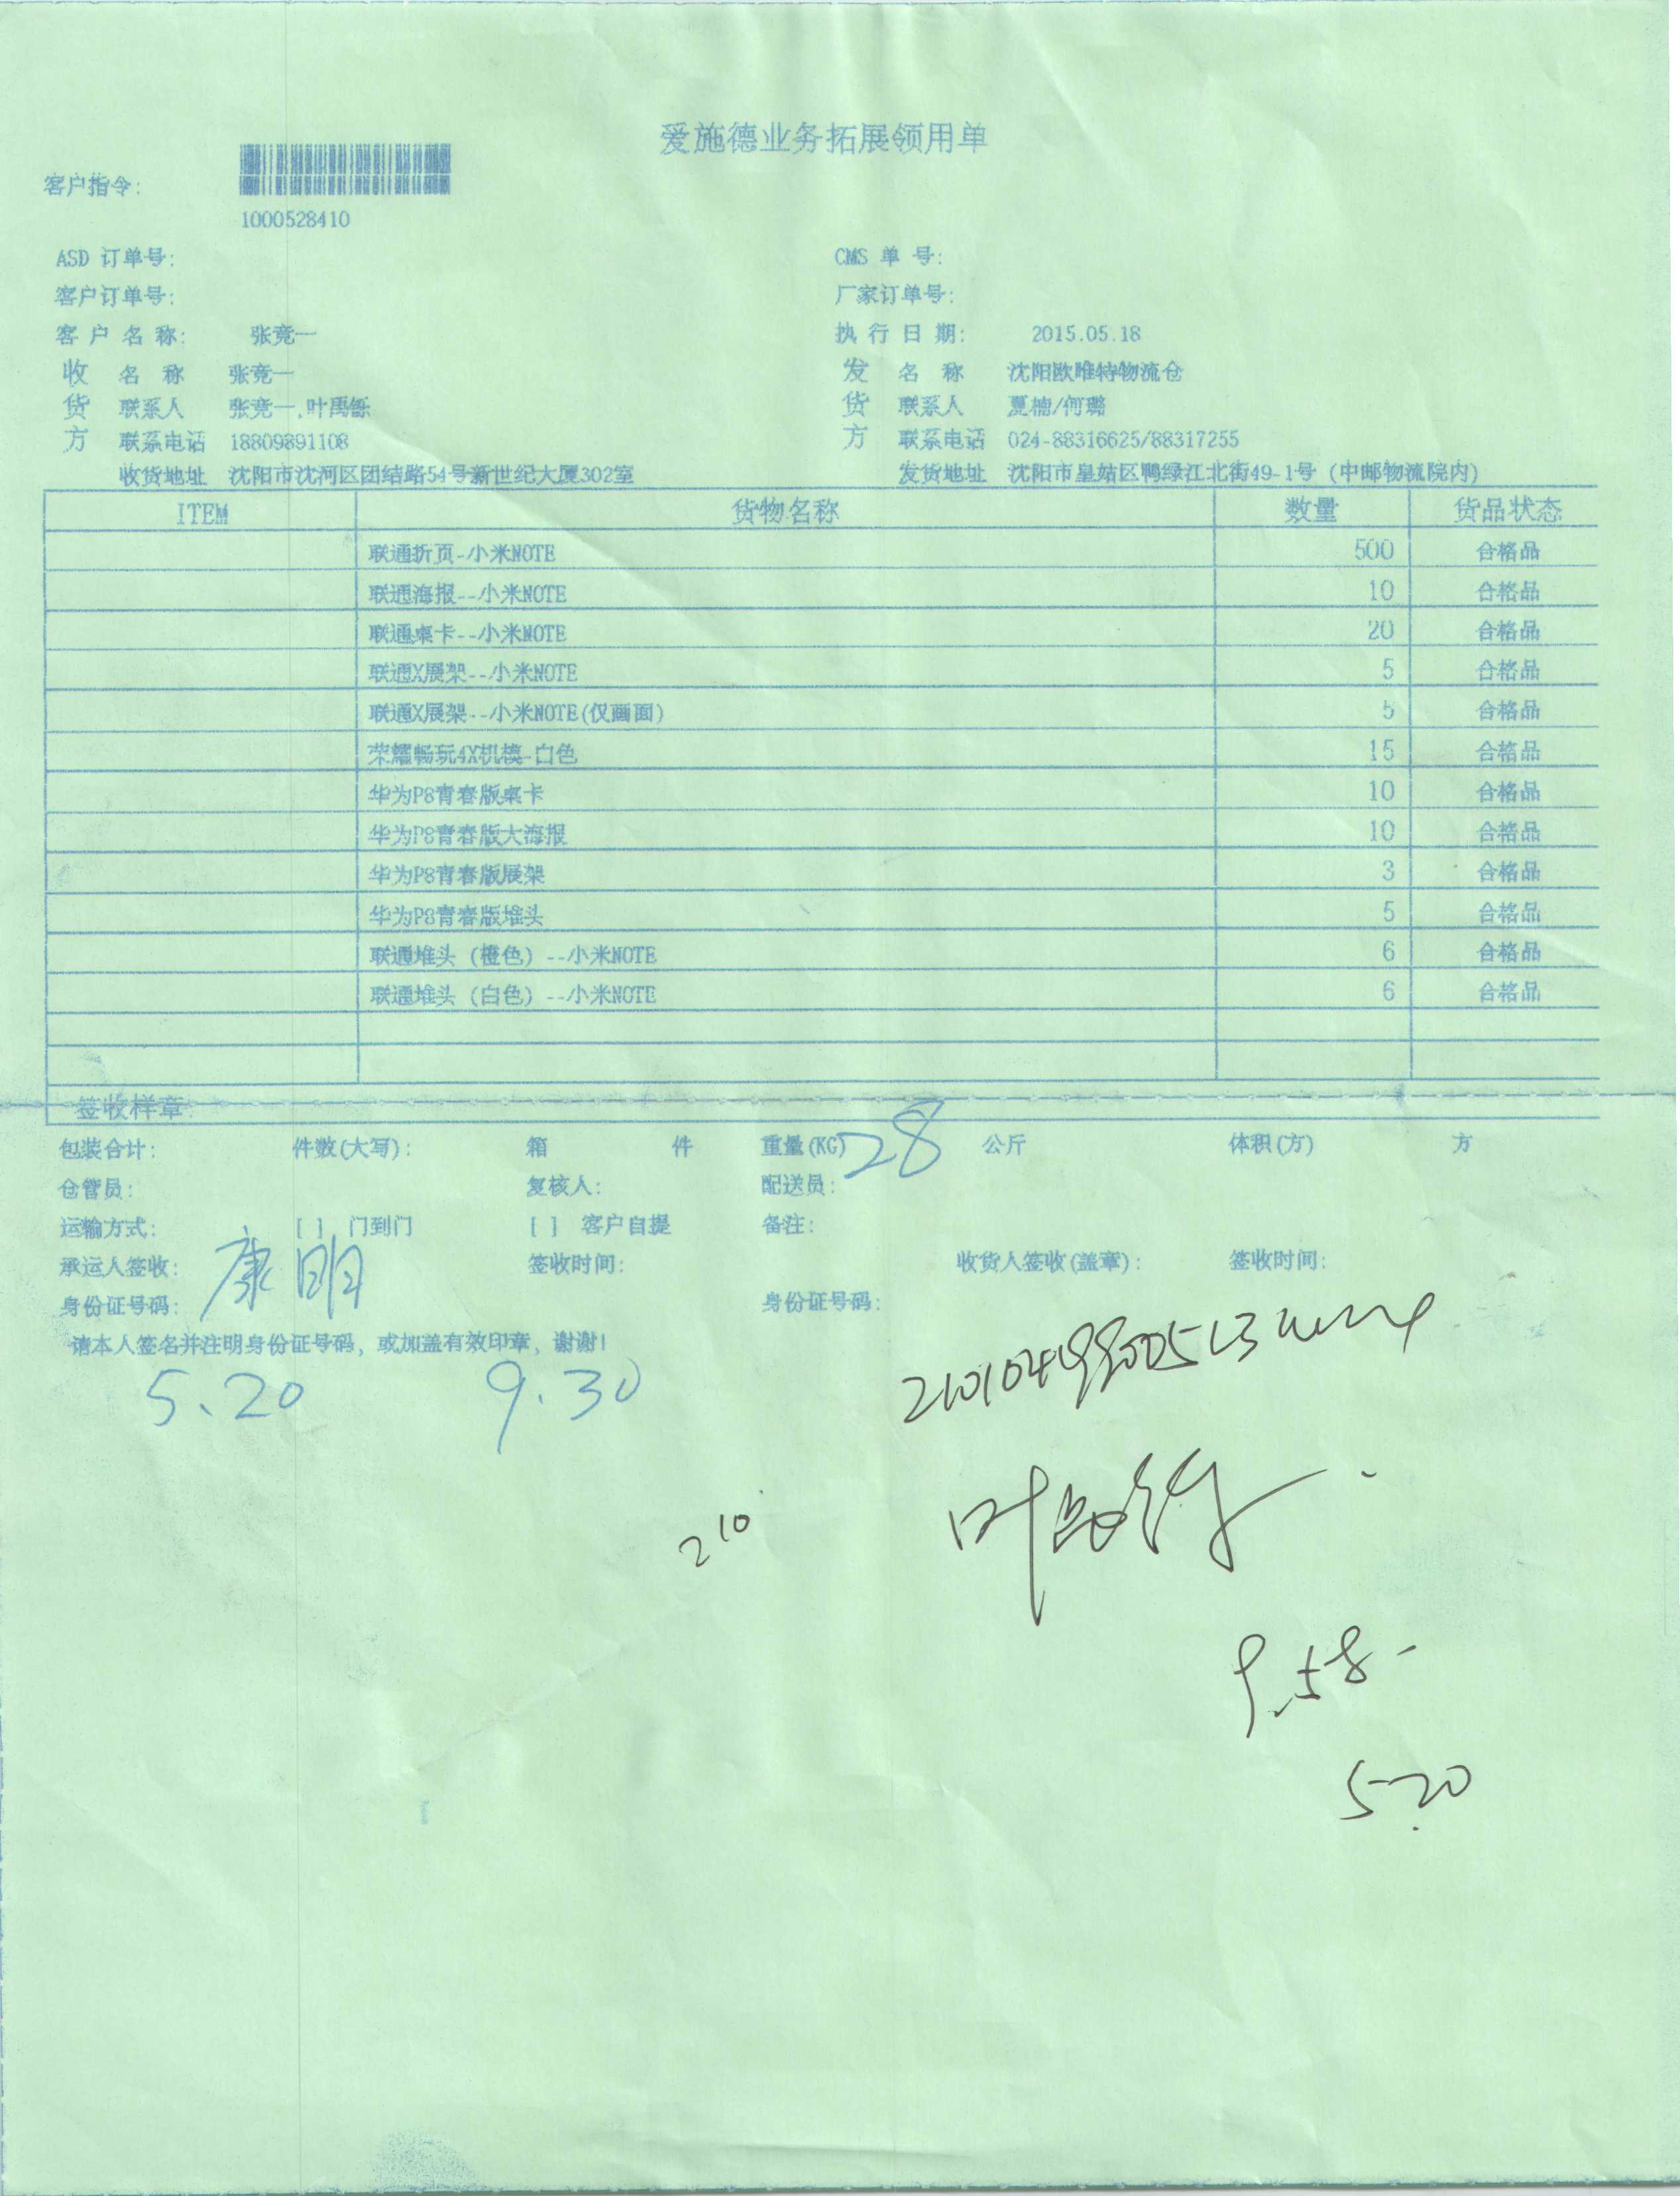 爱施德业务拓展领用单
客户指令:
1000528410
ASD 订单号: CMS 单 号:
客户订单号: 厂家订单号:
客 户 名 称: 张竞一 执 行 日 期: 2015.05.18
收 名 称 张竞一 发 名 称 沈阳欧唯特物流仓
货 联系人 张竞一,叶禹铄 货 联系人 夏楠/何璐
方 联系电话 18809891108 方 联系电话 024-88316625/88317255
收货地址 沈阳市沈河区团结路54号新世纪大厦302室 发货地址 沈阳市皇姑区鸭绿江北街49-1号 (中邮物流院内)
ITEM 货物名称 数量 货品状态
联通折页-小米NOTE 500 合格品
联通海报--小米NOTE 10 合格品
联通桌卡--小米NOTE 20 合格品
联通X展架--小米NOTE 5 合格品
联通X展架--小米NOTE(仅画面) 5 合格品
荣耀畅玩4X机模-白色 15 合格品
华为P8青春版桌卡 10 合格品
华为P8青春版大海报 10 合格品
华为P8青春版展架 3 合格品
华为P8青春版堆头 5 合格品
联通堆头 (橙色) --小米NOTE 6 合格品
联通堆头 (白色) --小米NOTE 6 合格品
签收样章:
包装合计: 件数(大写): 箱 件 重量(KG) 28 公斤 体积(方) 方
仓管员: 复核人: 配送员:
运输方式: [ ] 门到门 [ ] 客户自提 备注:
承运人签收: 康明 签收时间: 收货人签收(盖章): 签收时间:
身份证号码: 身份证号码:
请本人签名并注明身份证号码, 或加盖有效印章, 谢谢!
5.20 9.30
210
9.58
5.20